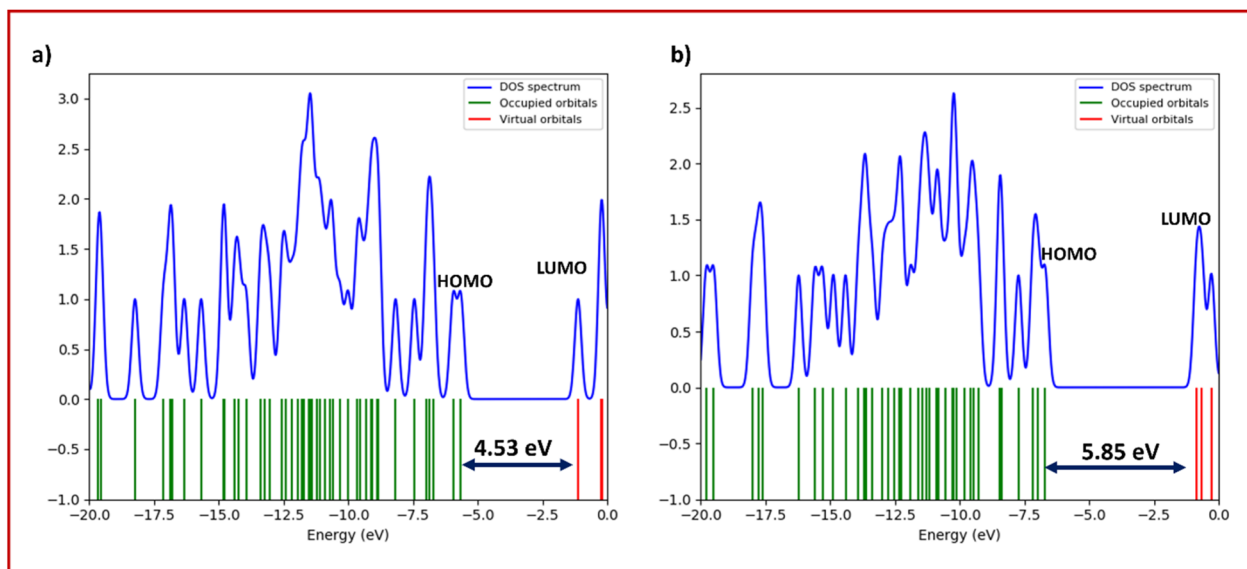 a)
DOS spectrum
Occupied orbitals
Virtual orbitals
3.0
2.5
2.0
1.5
1.0
0.5
0.0
−0.5
−1.0
HOMO
LUMO
4.53 eV
−20.0 −17.5 −15.0 −12.5 −10.0 −7.5 −5.0 −2.5 0.0
Energy (eV)
b)
DOS spectrum
Occupied orbitals
Virtual orbitals
2.5
2.0
1.5
1.0
0.5
0.0
−0.5
−1.0
LUMO
HOMO
5.85 eV
−20.0 −17.5 −15.0 −12.5 −10.0 −7.5 −5.0 −2.5 0.0
Energy (eV)